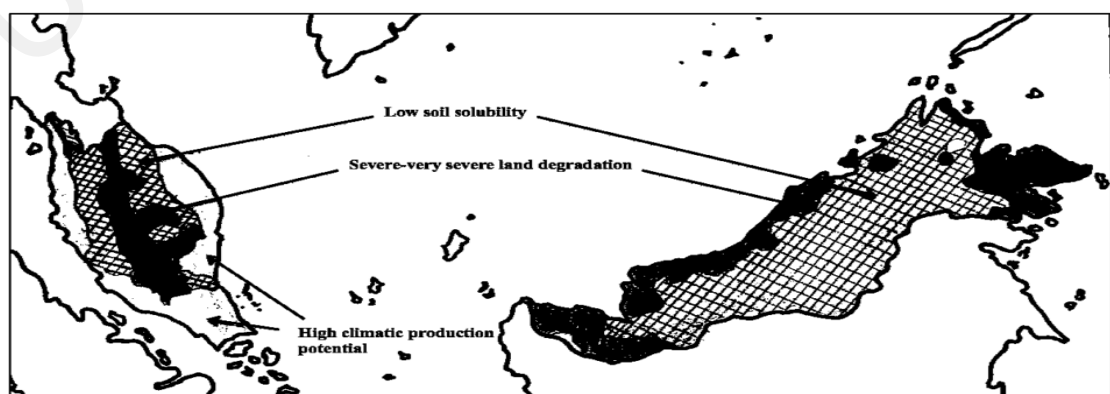 Low soil solubility
Severe-very severe land degradation
High climatic production
potential